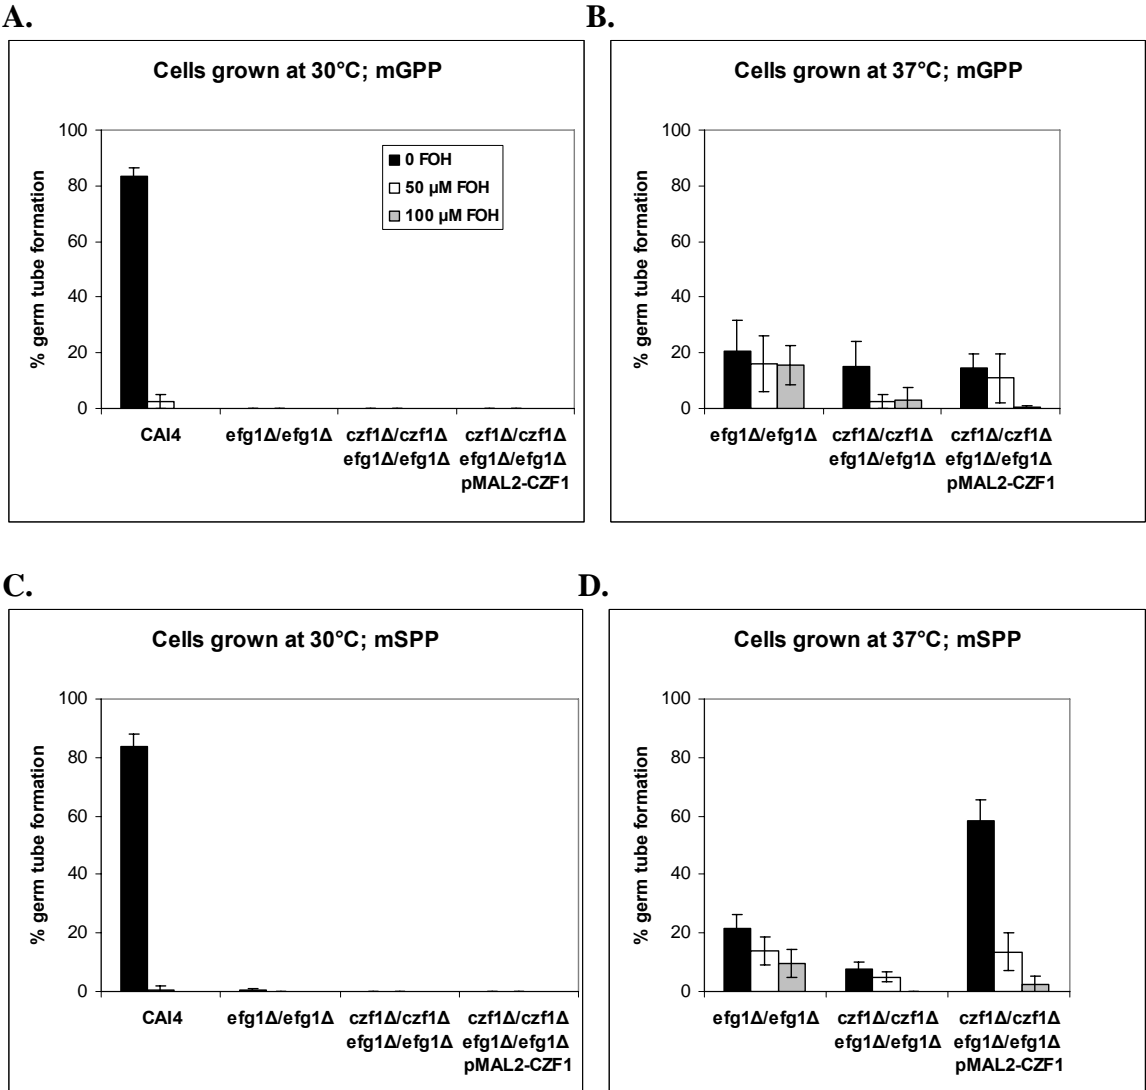 A.
Cells grown at 30°C; mGPP
% germ tube formation
100
80
60
40
20
0
0 FOH
50 µM FOH
100 µM FOH
CAI4
efg1Δ/efg1Δ
czf1Δ/czf1Δ
efg1Δ/efg1Δ
czf1Δ/czf1Δ
efg1Δ/efg1Δ
pMAL2-CZF1
B.
Cells grown at 37°C; mGPP
% germ tube formation
100
80
60
40
20
0
efg1Δ/efg1Δ
czf1Δ/czf1Δ
efg1Δ/efg1Δ
czf1Δ/czf1Δ
efg1Δ/efg1Δ
pMAL2-CZF1
C.
Cells grown at 30°C; mSPP
% germ tube formation
100
80
60
40
20
0
CAI4
efg1Δ/efg1Δ
czf1Δ/czf1Δ
efg1Δ/efg1Δ
czf1Δ/czf1Δ
efg1Δ/efg1Δ
pMAL2-CZF1
D.
Cells grown at 37°C; mSPP
% germ tube formation
100
80
60
40
20
0
efg1Δ/efg1Δ
czf1Δ/czf1Δ
efg1Δ/efg1Δ
czf1Δ/czf1Δ
efg1Δ/efg1Δ
pMAL2-CZF1